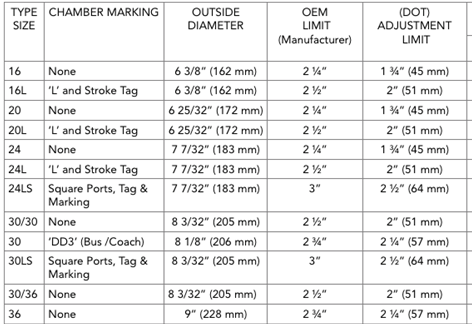 TYPE SIZE | CHAMBER MARKING | OUTSIDE DIAMETER | OEM LIMIT (Manufacturer) | (DOT) ADJUSTMENT LIMIT
16 | None | 6 3/8” (162 mm) | 2 ¼” | 1 ¾” (45 mm)
16L | ‘L’ and Stroke Tag | 6 3/8” (162 mm) | 2 ½” | 2” (51 mm)
20 | None | 6 25/32” (172 mm) | 2 ¼” | 1 ¾” (45 mm)
20L | ‘L’ and Stroke Tag | 6 25/32” (172 mm) | 2 ½” | 2” (51 mm)
24 | None | 7 7/32” (183 mm) | 2 ¼” | 1 ¾” (45 mm)
24L | ‘L’ and Stroke Tag | 7 7/32” (183 mm) | 2 ½” | 2” (51 mm)
24LS | Square Ports, Tag & Marking | 7 7/32” (183 mm) | 3” | 2 ½” (64 mm)
30/30 | None | 8 3/32” (205 mm) | 2 ½” | 2” (51 mm)
30 | ‘DD3’ (Bus /Coach) | 8 1/8” (206 mm) | 2 ¾” | 2 ¼” (57 mm)
30LS | Square Ports, Tag & Marking | 8 3/32” (205 mm) | 3” | 2 ½” (64 mm)
30/36 | None | 8 3/32” (205 mm) | 2 ½” | 2” (51 mm)
36 | None | 9” (228 mm) | 2 ¾” | 2 ¼” (57 mm)